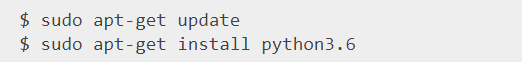 $ sudo apt-get update
$ sudo apt-get install python3.6